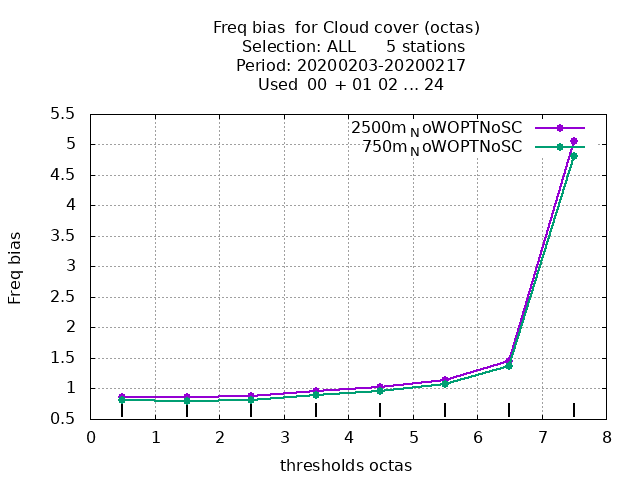 Freq bias  for Cloud cover (octas)
Selection: ALL      5 stations
Period: 20200203-20200217
Used  00  + 01 02 ... 24
2500m_NoWOPTNoSC
750m_NoWOPTNoSC
5.5
5
4.5
4
3.5
3
2.5
2
1.5
1
0.5
Freq bias
0 1 2 3 4 5 6 7 8
thresholds octas